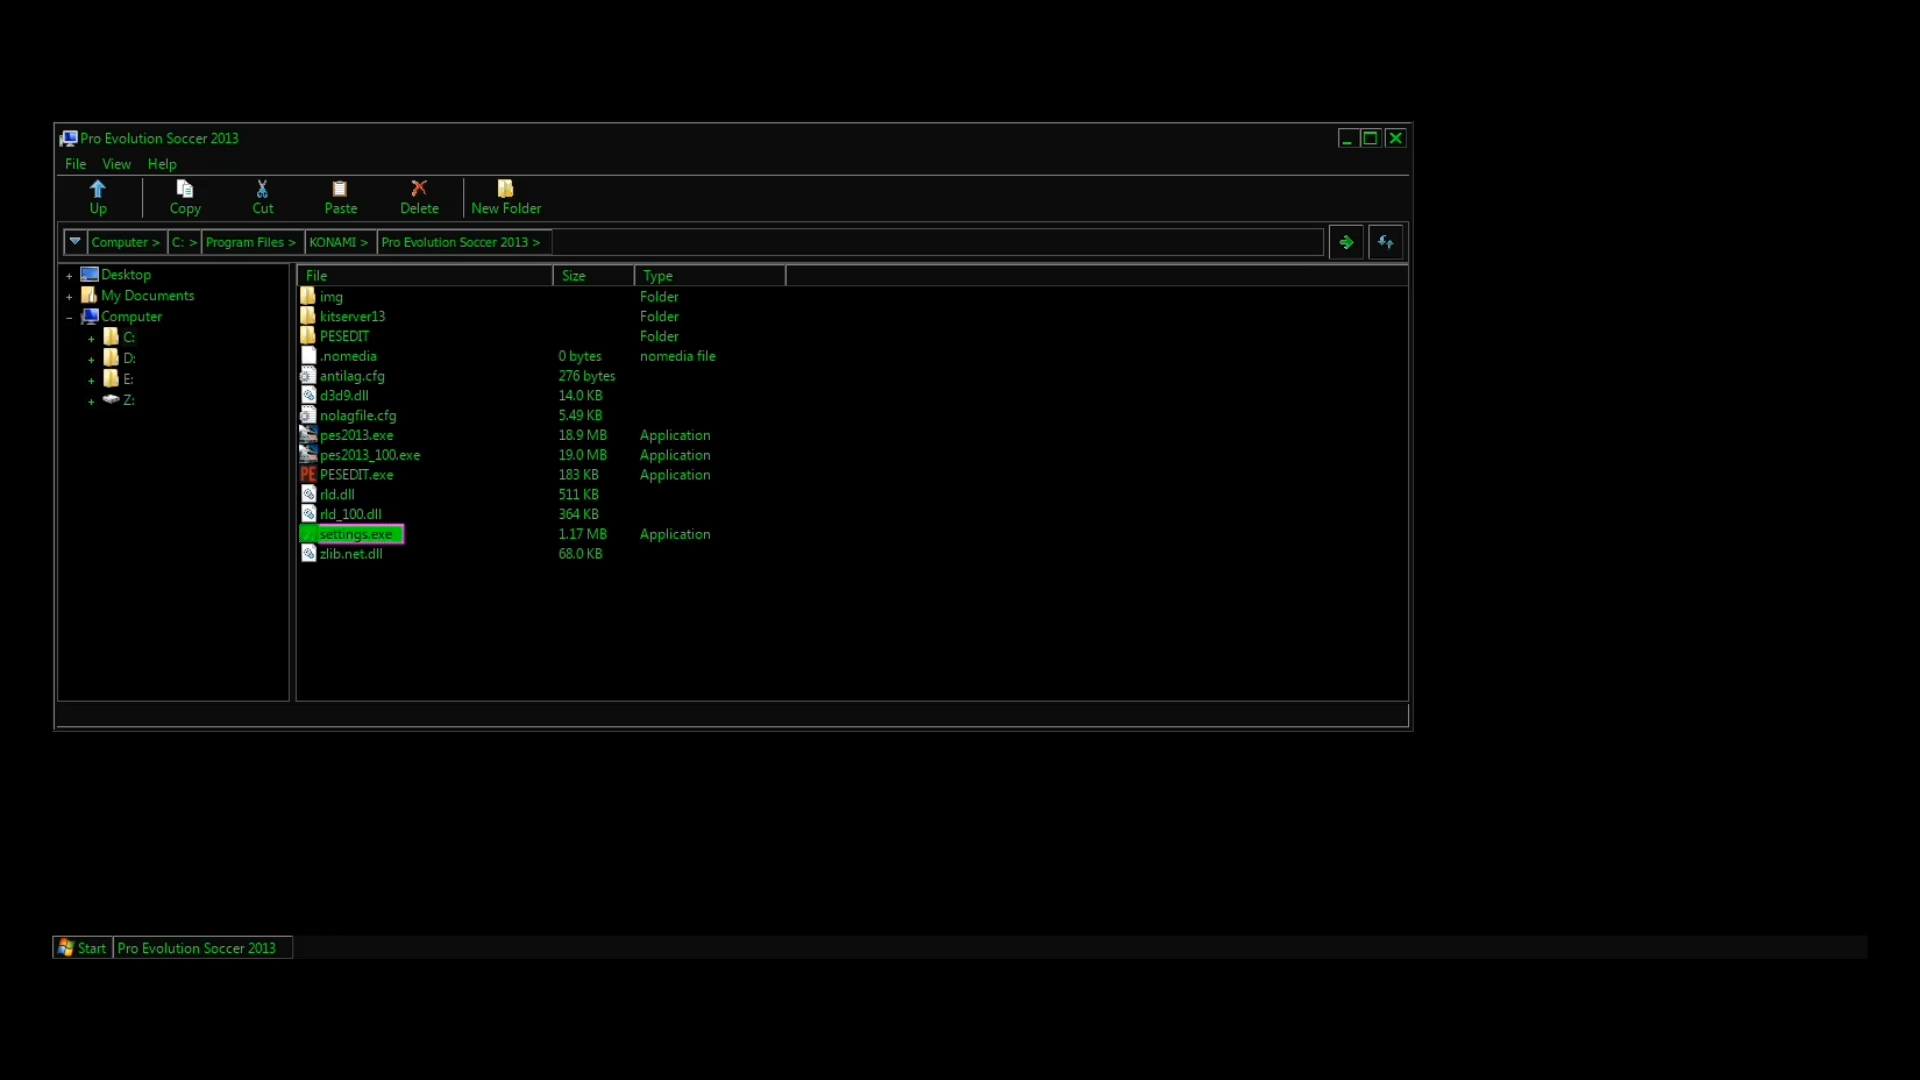 Pro Evolution Soccer 2013
File View Help
Up Copy Cut Paste Delete New Folder
Computer > C: > Program Files > KONAMI > Pro Evolution Soccer 2013 >
+ Desktop
+ My Documents
- Computer
+ C:
+ D:
+ E:
+ Z:
File Size Type
img Folder
kitserver13 Folder
PESEDIT Folder
.nomedia 0 bytes nomedia file
antilag.cfg 276 bytes
d3d9.dll 14.0 KB
nolagfile.cfg 5.49 KB
pes2013.exe 18.9 MB Application
pes2013_100.exe 19.0 MB Application
PE PESEDIT.exe 183 KB Application
rld.dll 511 KB
rld_100.dll 364 KB
settings.exe 1.17 MB Application
zlib.net.dll 68.0 KB
Start Pro Evolution Soccer 2013